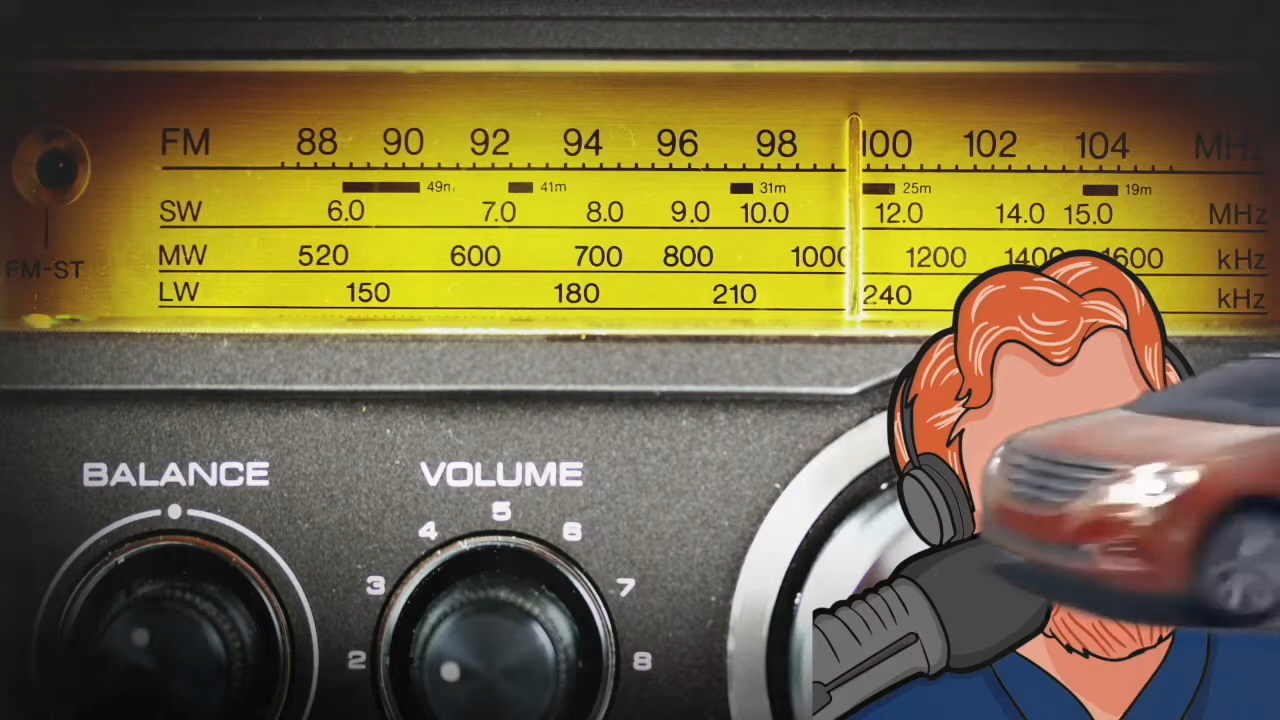 FM 88 90 92 94 96 98 100 102 104 MHz
49m 41m 31m 25m 19m
SW 6.0 7.0 8.0 9.0 10.0 12.0 14.0 15.0 MHz
MW 520 600 700 800 1000 1200 1400 1600 kHz
FM-ST
LW 150 180 210 240 kHz
BALANCE VOLUME
5
4 6
3 7
2 8